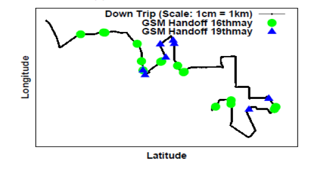 Down Trip (Scale: 1cm = 1km)
GSM Handoff 16thmay
GSM Handoff 19thmay
Longitude
Latitude